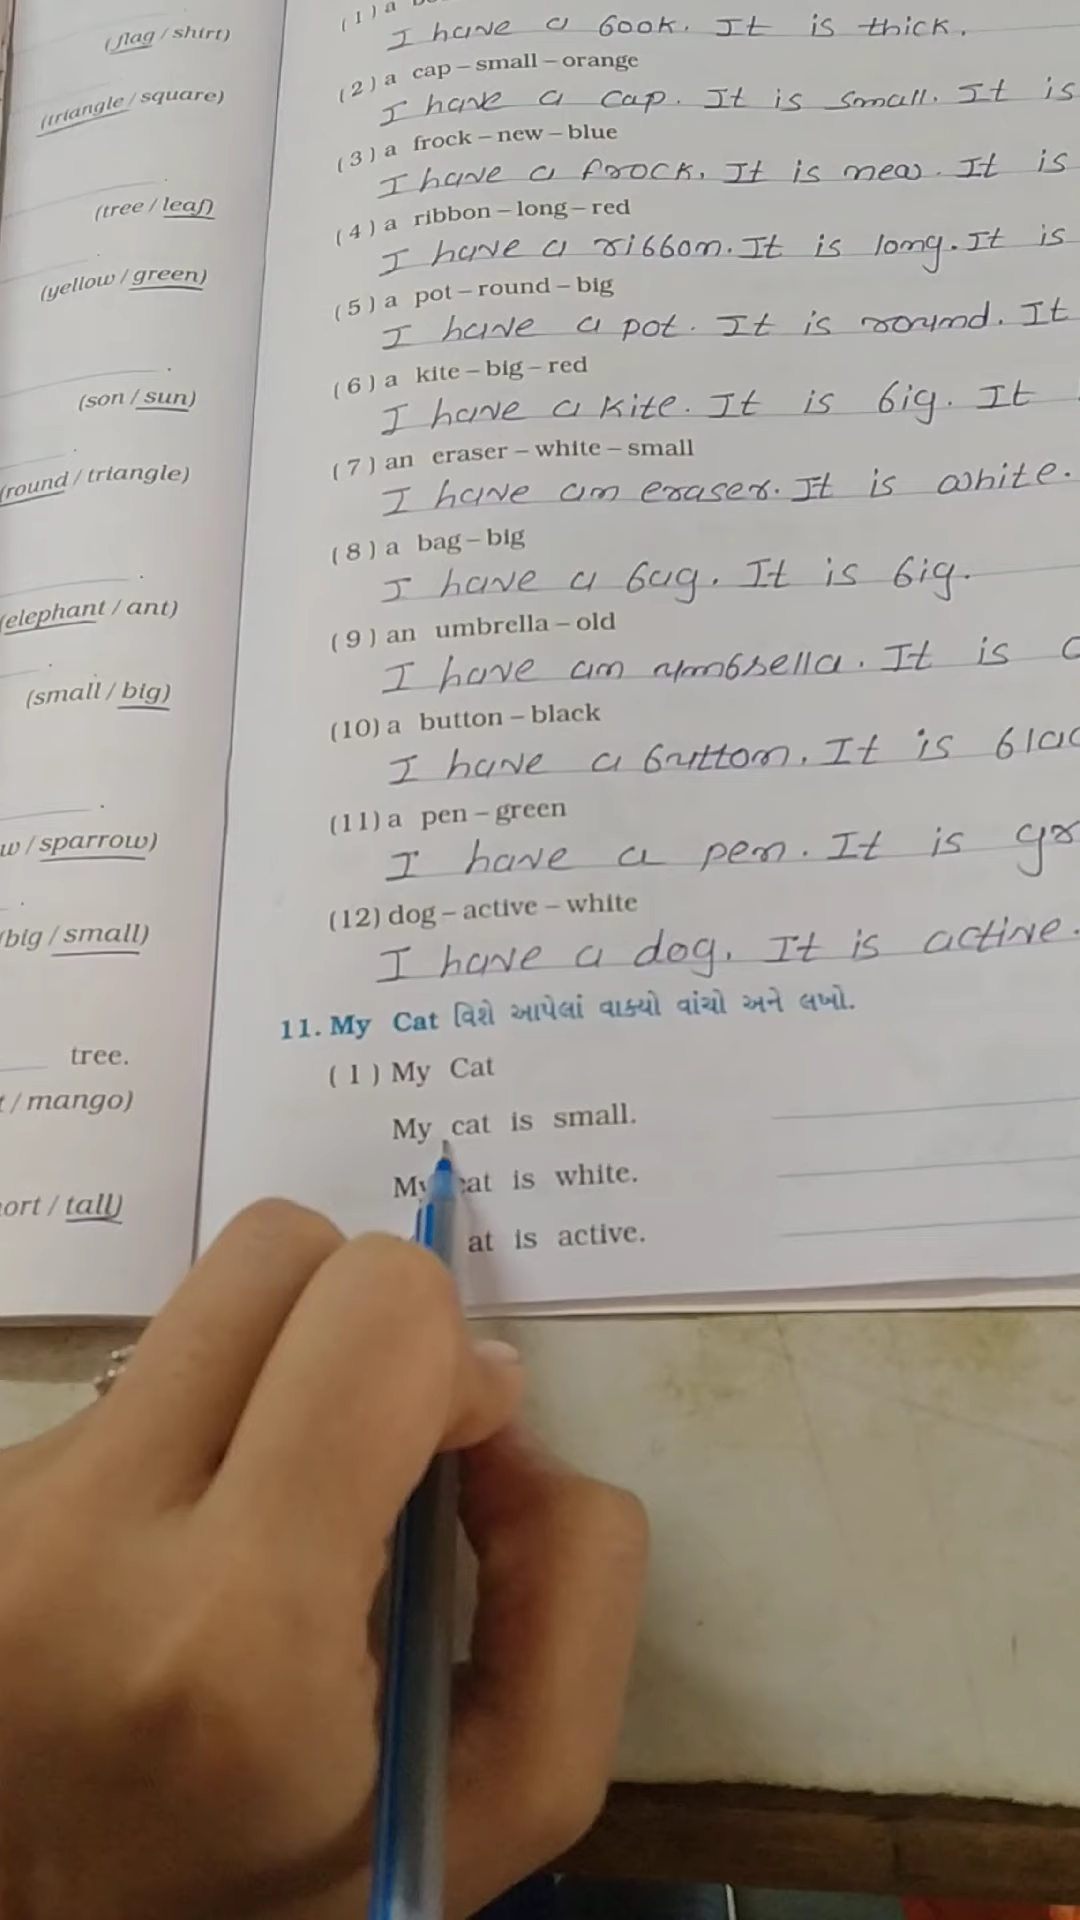 (flag / shirt)
(triangle / square)
(tree / leaf)
(yellow / green)
(son / sun)
(round / triangle)
(elephant / ant)
(small / big)
/ sparrow)
(big / small)
tree.
/ mango)
/ tall)
(1) a
I have a book. It is thick.
(2) a cap – small – orange
I have a cap. It is small. It is
(3) a frock – new – blue
I have a frock. It is new. It is
(4) a ribbon – long – red
I have a ribbon. It is long. It is
(5) a pot – round – big
I have a pot. It is round. It
(6) a kite – big – red
I have a kite. It is big. It
(7) an eraser – white – small
I have an eraser. It is white.
(8) a bag – big
I have a bag. It is big.
(9) an umbrella – old
I have an umbrella. It is
(10) a button – black
I have a button. It is
(11) a pen – green
I have a pen. It is
(12) dog – active – white
I have a dog. It is active.
11. My Cat વિશે આપેલાં વાક્યો વાંચો અને લખો.
(1) My Cat
My cat is small.
My cat is white.
is active.